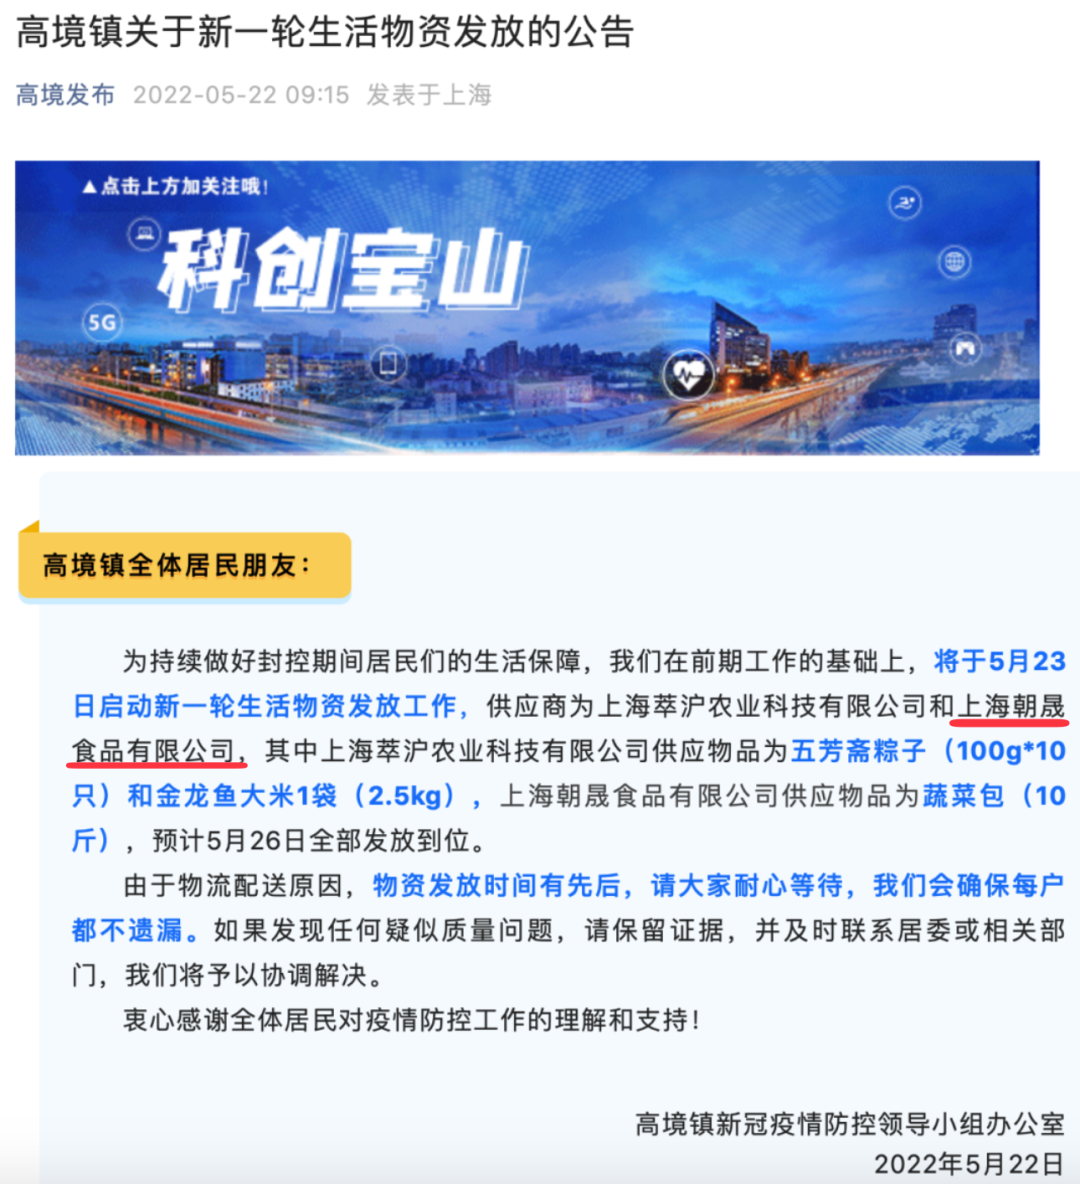 高境镇关于新一轮生活物资发放的公告
高境发布 2022-05-22 09:15 发表于上海
▲点击上方加关注哦！
科创宝山
5G
高境镇全体居民朋友：
为持续做好封控期间居民们的生活保障，我们在前期工作的基础上，将于5月23
日启动新一轮生活物资发放工作，供应商为上海萃沪农业科技有限公司和上海朝晟
食品有限公司，其中上海萃沪农业科技有限公司供应物品为五芳斋粽子（100g*10
只）和金龙鱼大米1袋（2.5kg），上海朝晟食品有限公司供应物品为蔬菜包（10
斤），预计5月26日全部发放到位。
由于物流配送原因，物资发放时间有先后，请大家耐心等待，我们会确保每户
都不遗漏。如果发现任何疑似质量问题，请保留证据，并及时联系居委或相关部
门，我们将予以协调解决。
衷心感谢全体居民对疫情防控工作的理解和支持！
高境镇新冠疫情防控领导小组办公室
2022年5月22日